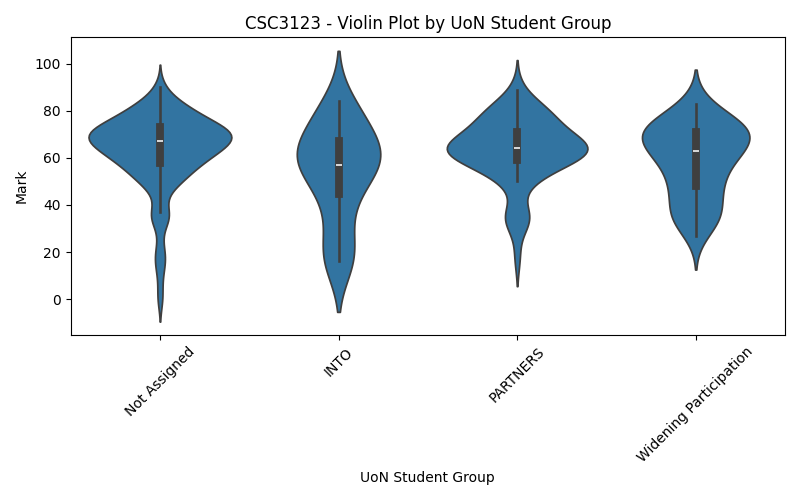 CSC3123 - Violin Plot by UoN Student Group
Mark
100
80
60
40
20
0
Not Assigned
INTO
PARTNERS
Widening Participation
UoN Student Group